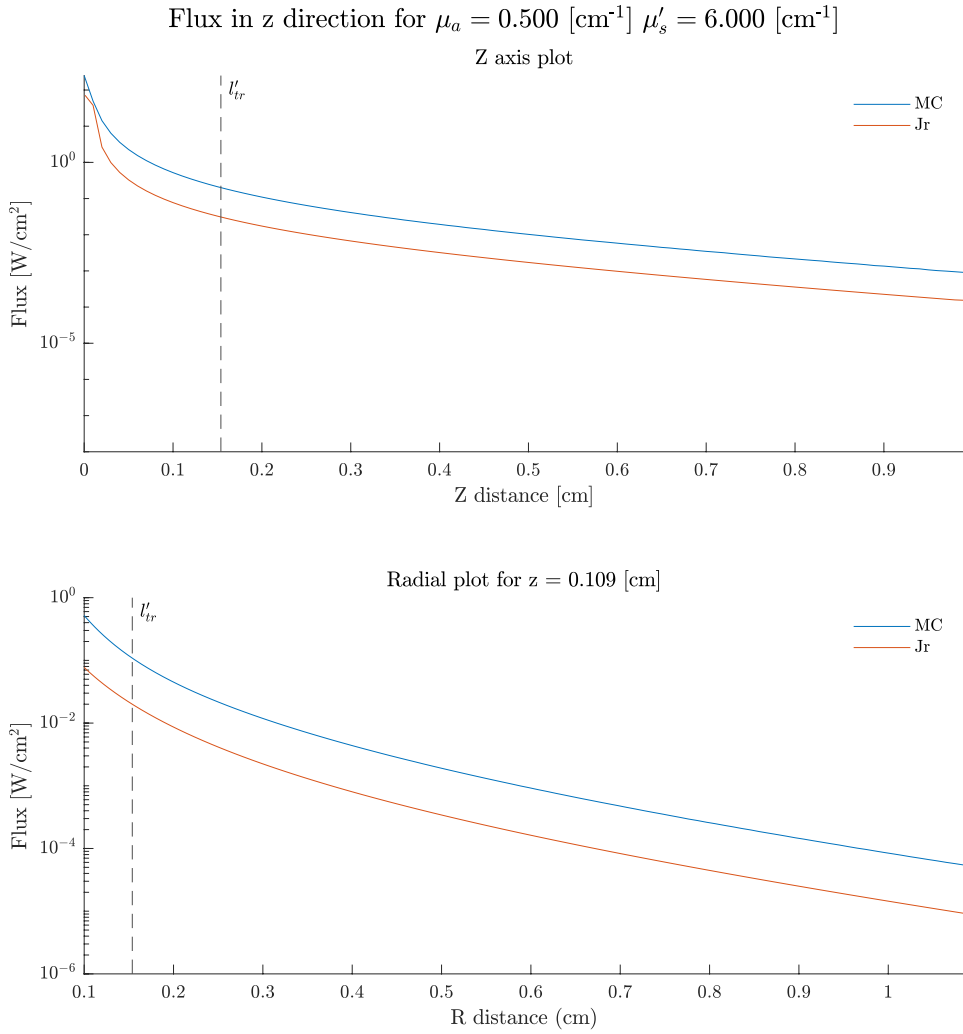 Flux in z direction for μₐ = 0.500 [cm⁻¹] μ′ₛ = 6.000 [cm⁻¹]
Z axis plot
l′ₜᵣ
MC
Jr
10⁰
10⁻⁵
Flux [W/cm²]
0 0.1 0.2 0.3 0.4 0.5 0.6 0.7 0.8 0.9
Z distance [cm]
Radial plot for z = 0.109 [cm]
10⁰
l′ₜᵣ
MC
Jr
10⁻²
10⁻⁴
10⁻⁶
Flux [W/cm²]
0.1 0.2 0.3 0.4 0.5 0.6 0.7 0.8 0.9 1
R distance (cm)